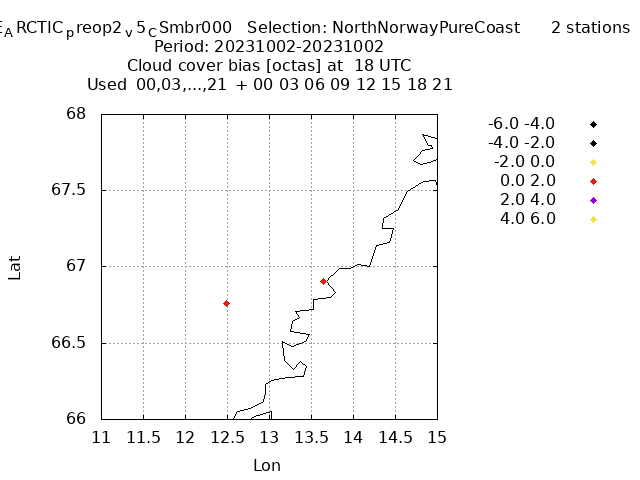 E_ARCTIC_preop2_v5_CSmbr000 Selection: NorthNorwayPureCoast 2 stations
Period: 20231002-20231002
Cloud cover bias [octas] at 18 UTC
Used 00,03,...,21 + 00 03 06 09 12 15 18 21
68
67.5
67
66.5
66
Lat
11 11.5 12 12.5 13 13.5 14 14.5 15
Lon
-6.0 -4.0
-4.0 -2.0
-2.0 0.0
0.0 2.0
2.0 4.0
4.0 6.0